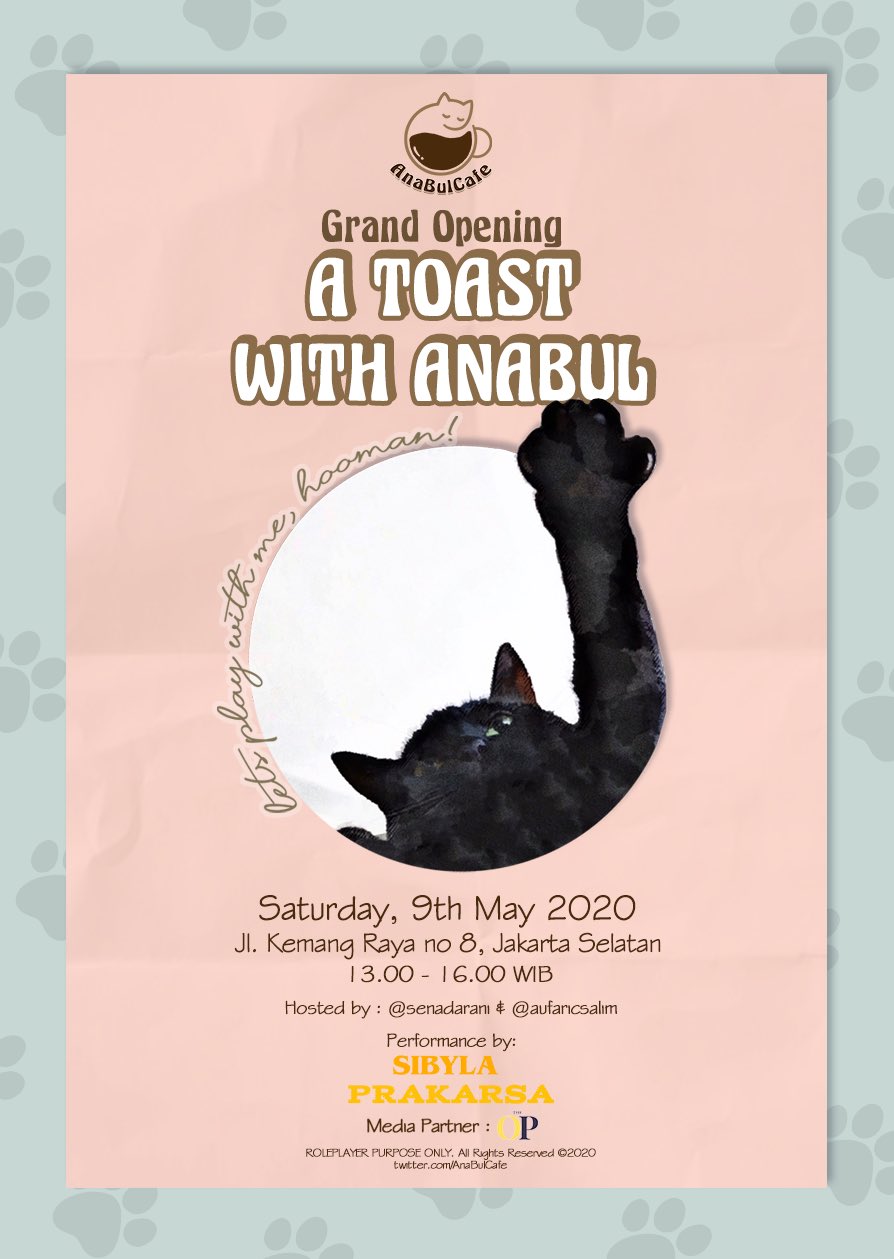 AnaBulCafe
Grand Opening
A TOAST
WITH ANABUL
Let's play with me, hooman!
Saturday, 9th May 2020
Jl. Kemang Raya no 8, Jakarta Selatan
13.00 - 16.00 WIB
Hosted by : @senadarani & @aufaricsalim
Performance by:
SIBYLA
PRAKARSA
Media Partner : THE OP
ROLEPLAYER PURPOSE ONLY. All Rights Reserved ©2020
twitter.com/AnaBulCafe